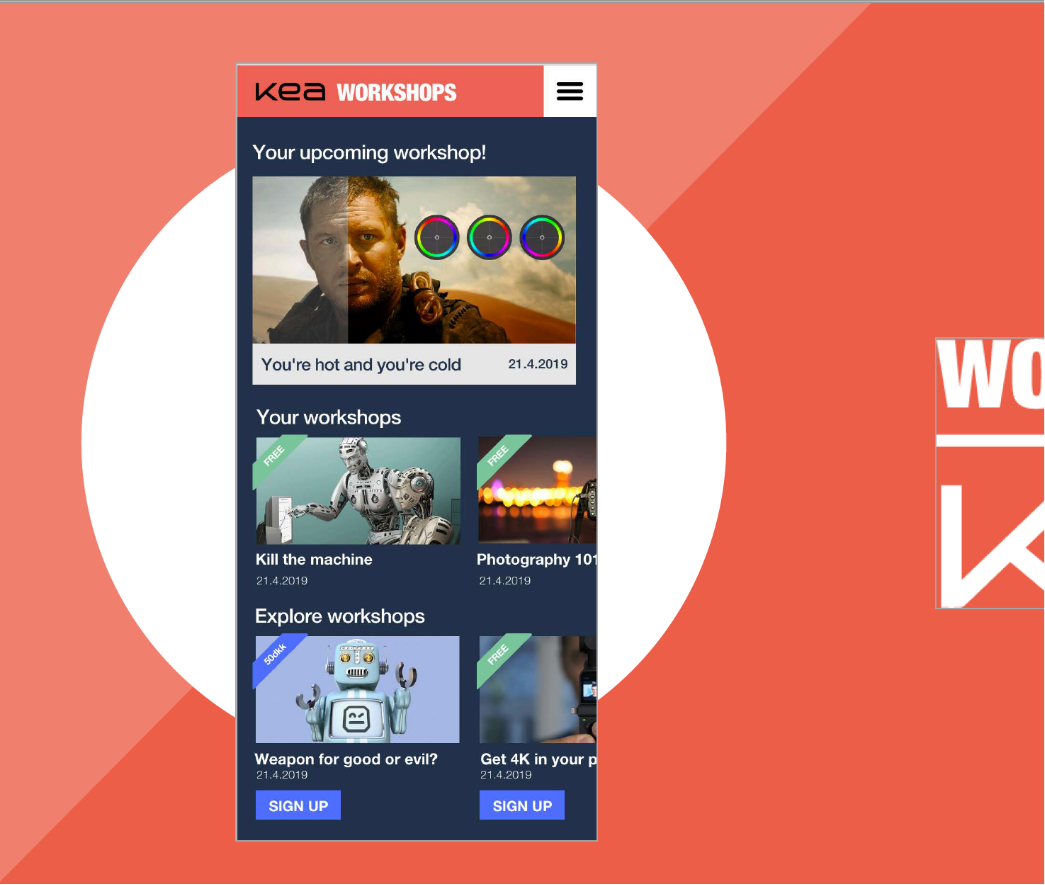 kea WORKSHOPS
Your upcoming workshop!
You're hot and you're cold 21.4.2019
Your workshops
FREE
FREE
Kill the machine
21.4.2019
Photography 101
21.4.2019
Explore workshops
50dkk
FREE
Weapon for good or evil?
21.4.2019
Get 4K in your p
21.4.2019
SIGN UP
SIGN UP
WO
K